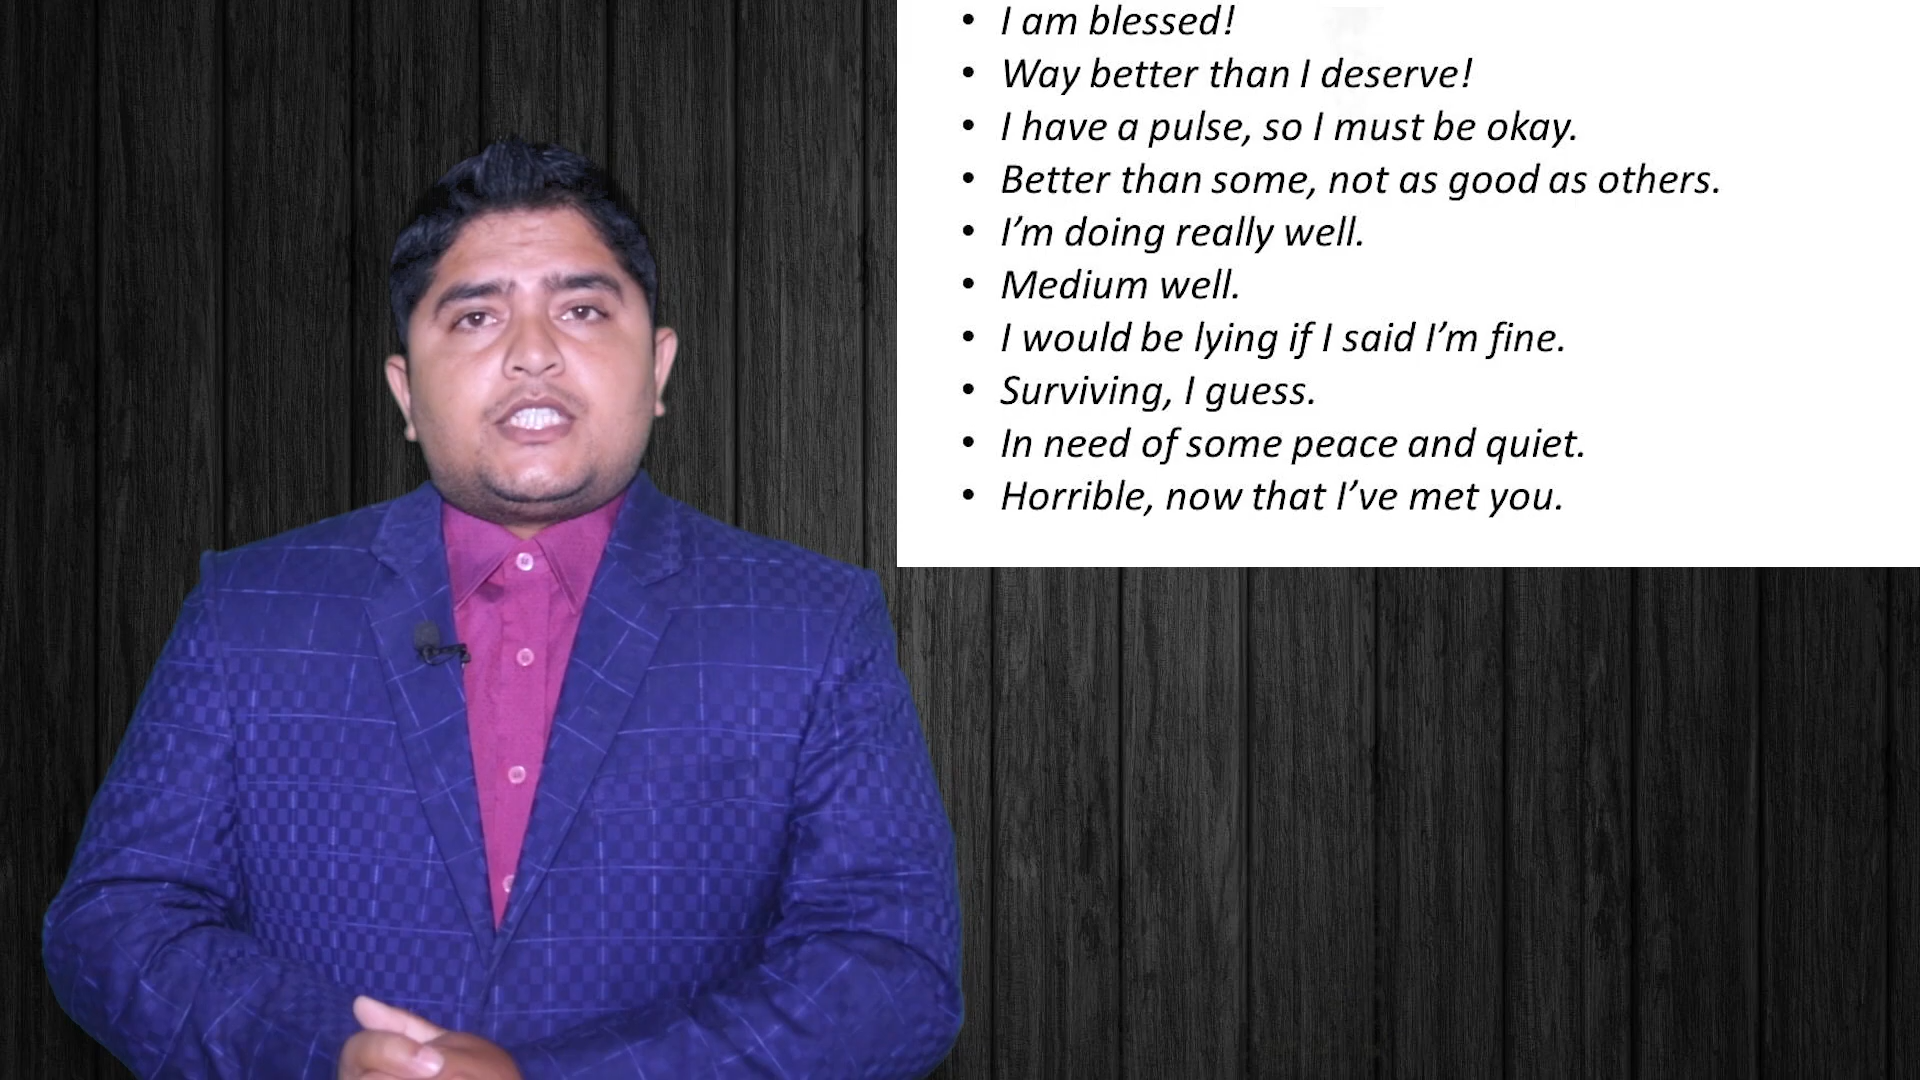 • I am blessed!
• Way better than I deserve!
• I have a pulse, so I must be okay.
• Better than some, not as good as others.
• I’m doing really well.
• Medium well.
• I would be lying if I said I’m fine.
• Surviving, I guess.
• In need of some peace and quiet.
• Horrible, now that I’ve met you.